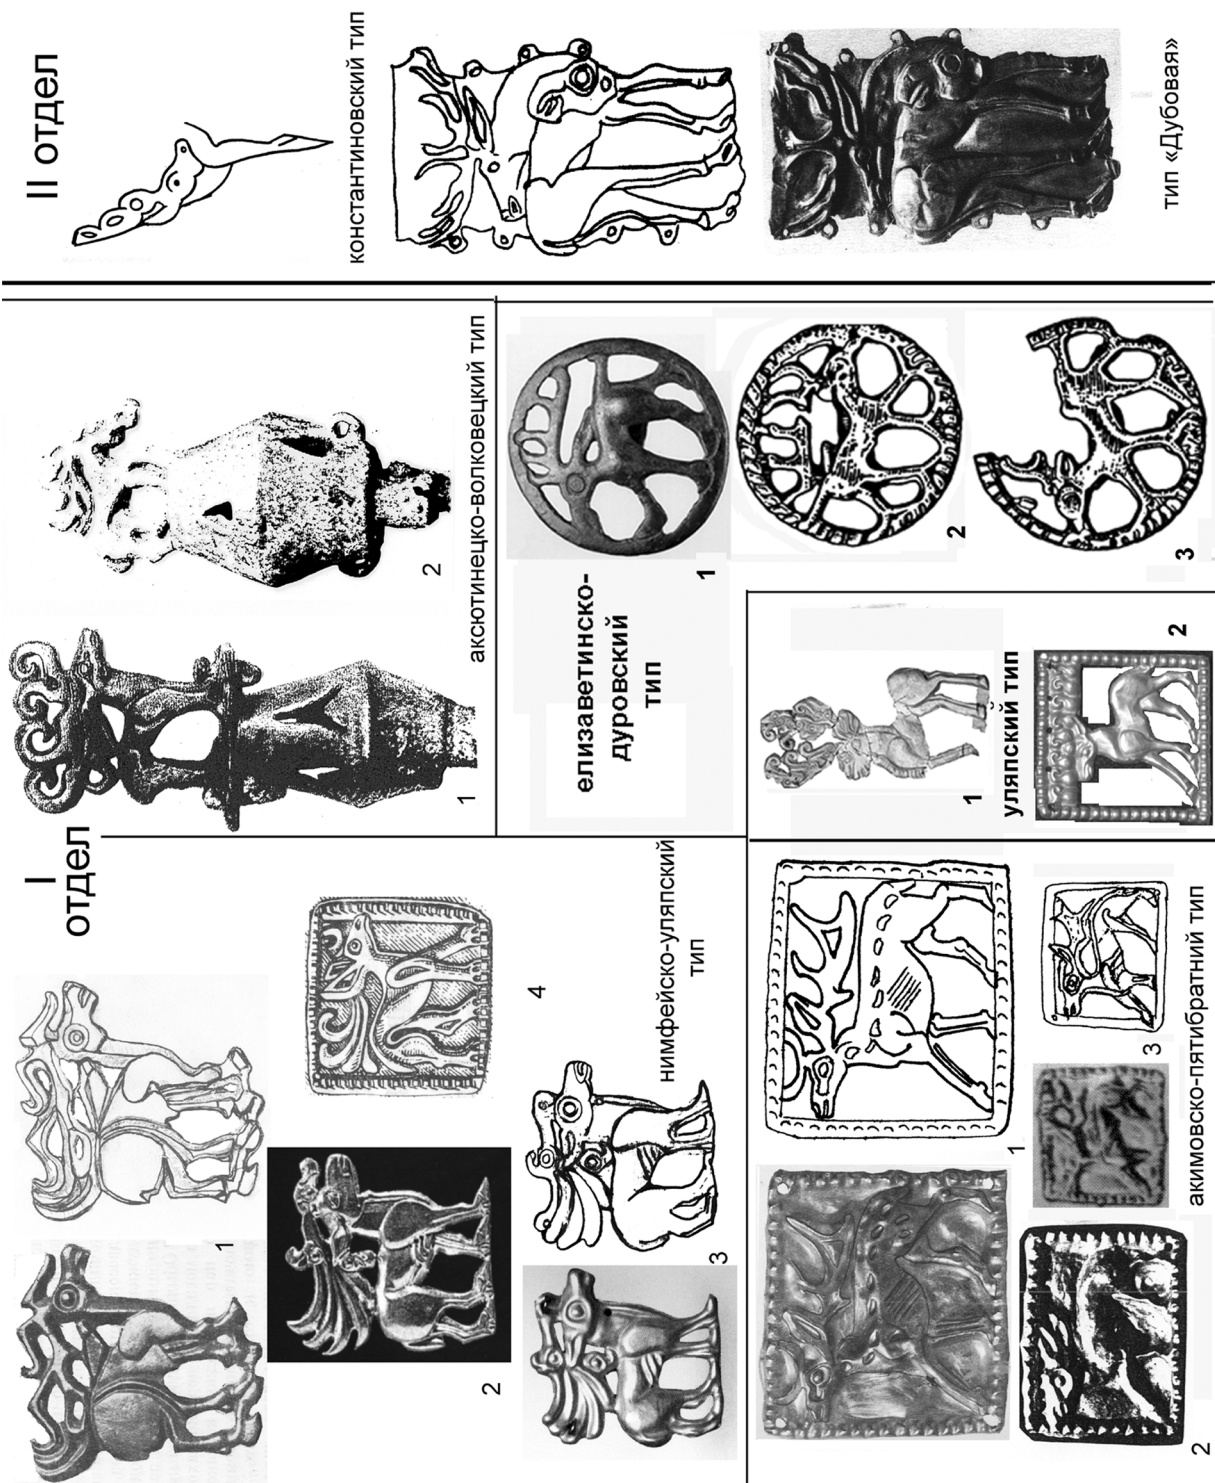 I
отдел
1
2
3
4
нимфейско-уляпский
тип
1
2
аксютинецко-волковецкий тип
II отдел
константиновский тип
тип «Дубовая»
елизаветинско-
дуровский
тип
1
2
3
1
уляпский тип
2
1
2
3
акимовско-пятибратний тип